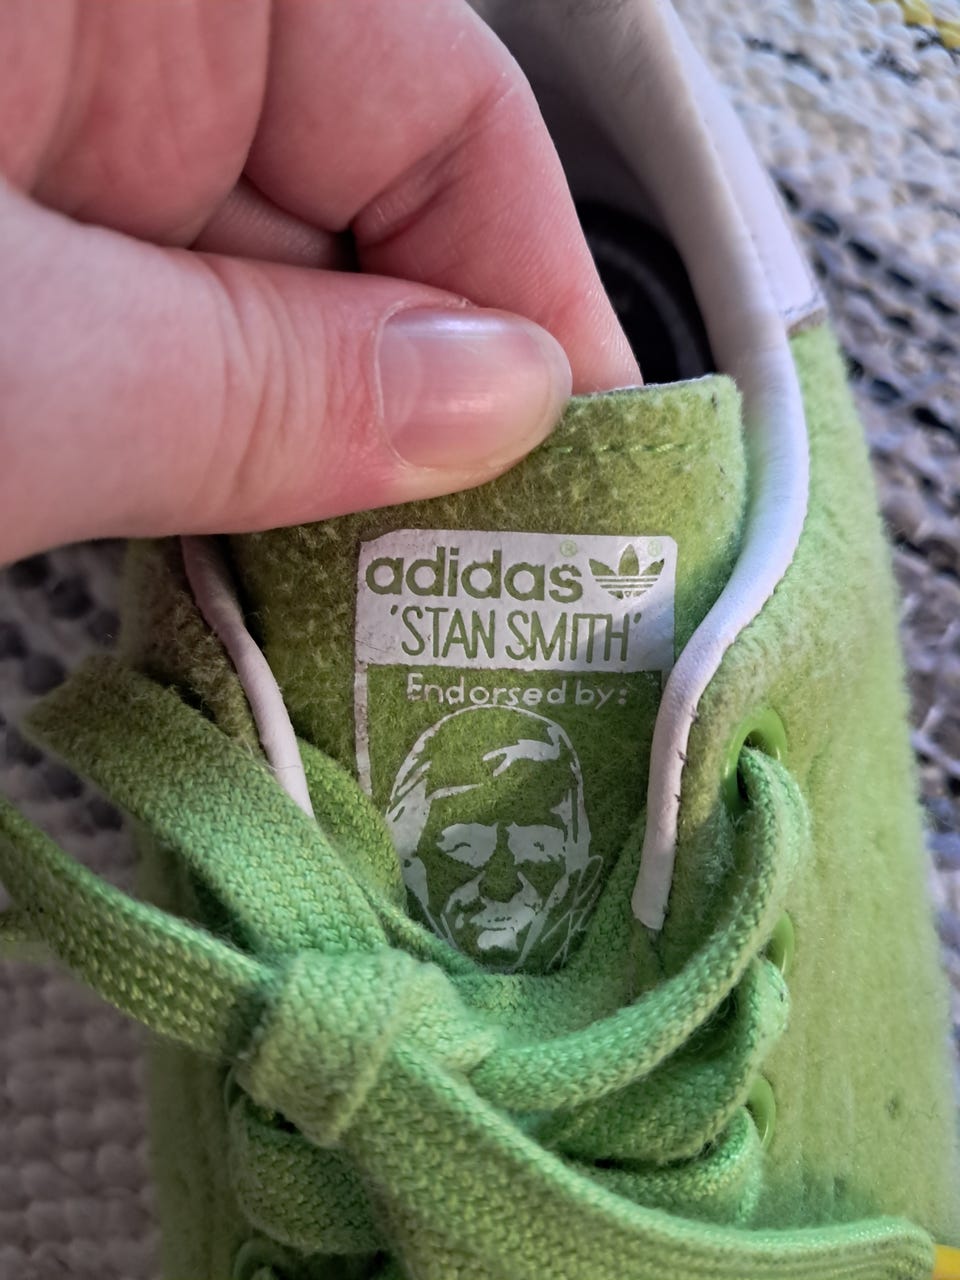 adidas®®
'STAN SMITH'
Endorsed by: